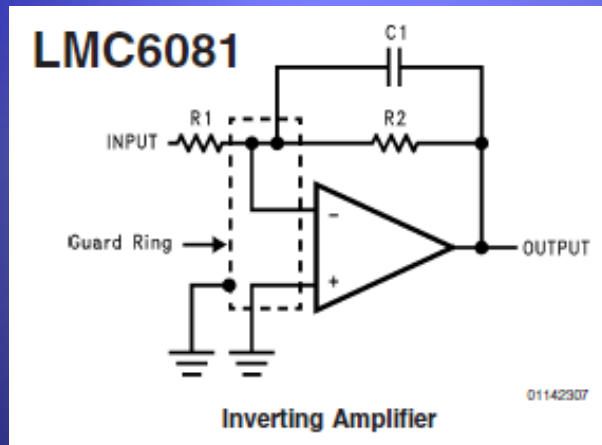 LMC6081
C1
R1
R2
INPUT
-
Guard Ring
OUTPUT
+
01142307
Inverting Amplifier